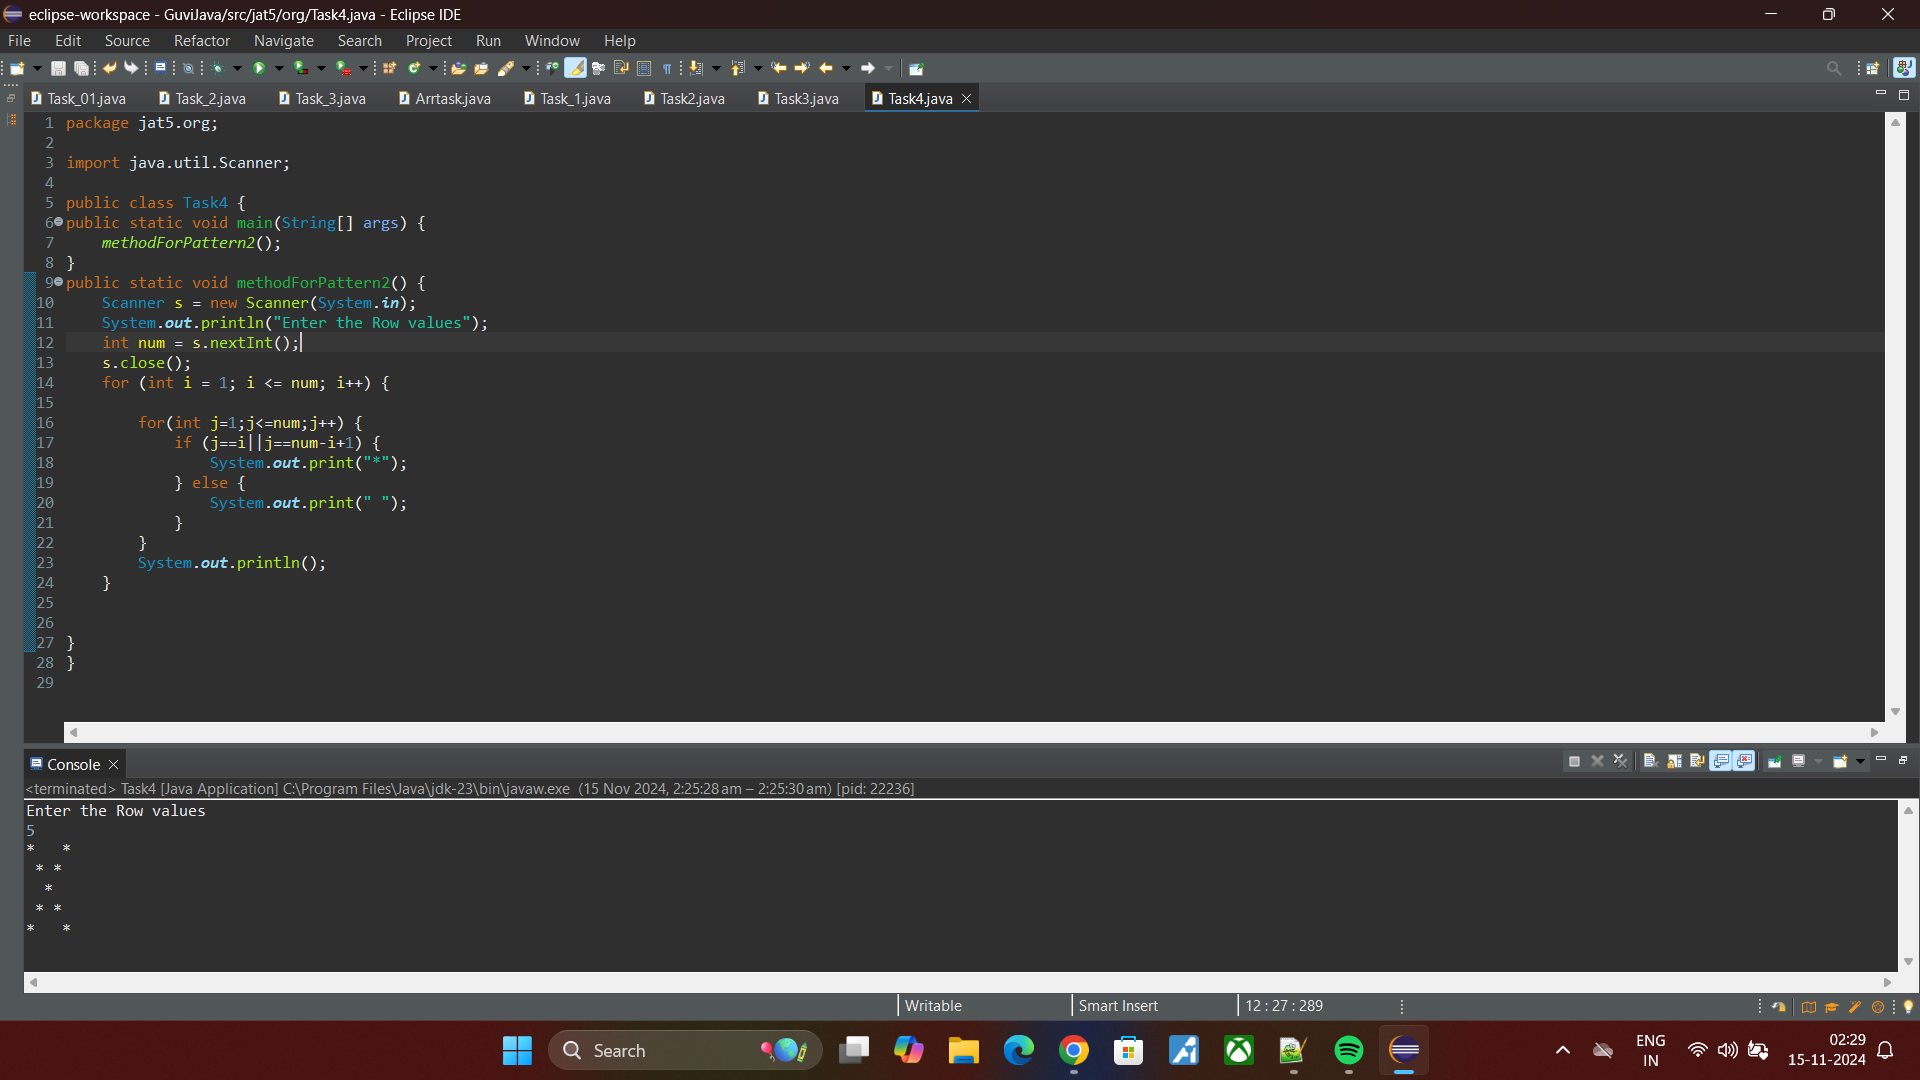 eclipse-workspace - GuviJava/src/jat5/org/Task4.java - Eclipse IDE
File Edit Source Refactor Navigate Search Project Run Window Help
Task_01.java Task_2.java Task_3.java Arrtask.java Task_1.java Task2.java Task3.java Task4.java
1 package jat5.org;
2
3 import java.util.Scanner;
4
5 public class Task4 {
6 public static void main(String[] args) {
7     methodForPattern2();
8 }
9 public static void methodForPattern2() {
10     Scanner s = new Scanner(System.in);
11     System.out.println("Enter the Row values");
12     int num = s.nextInt();
13     s.close();
14     for (int i = 1; i <= num; i++) {
15
16         for(int j=1;j<=num;j++) {
17             if (j==i||j==num-i+1) {
18                 System.out.print("*");
19             } else {
20                 System.out.print(" ");
21             }
22         }
23         System.out.println();
24     }
25
26
27 }
28 }
29
Console
<terminated> Task4 [Java Application] C:\Program Files\Java\jdk-23\bin\javaw.exe (15 Nov 2024, 2:25:28 am – 2:25:30 am) [pid: 22236]
Enter the Row values
5
*   *
 * *
  *
 * *
*   *
Writable Smart Insert 12 : 27 : 289
Search
ENG
IN
02:29
15-11-2024